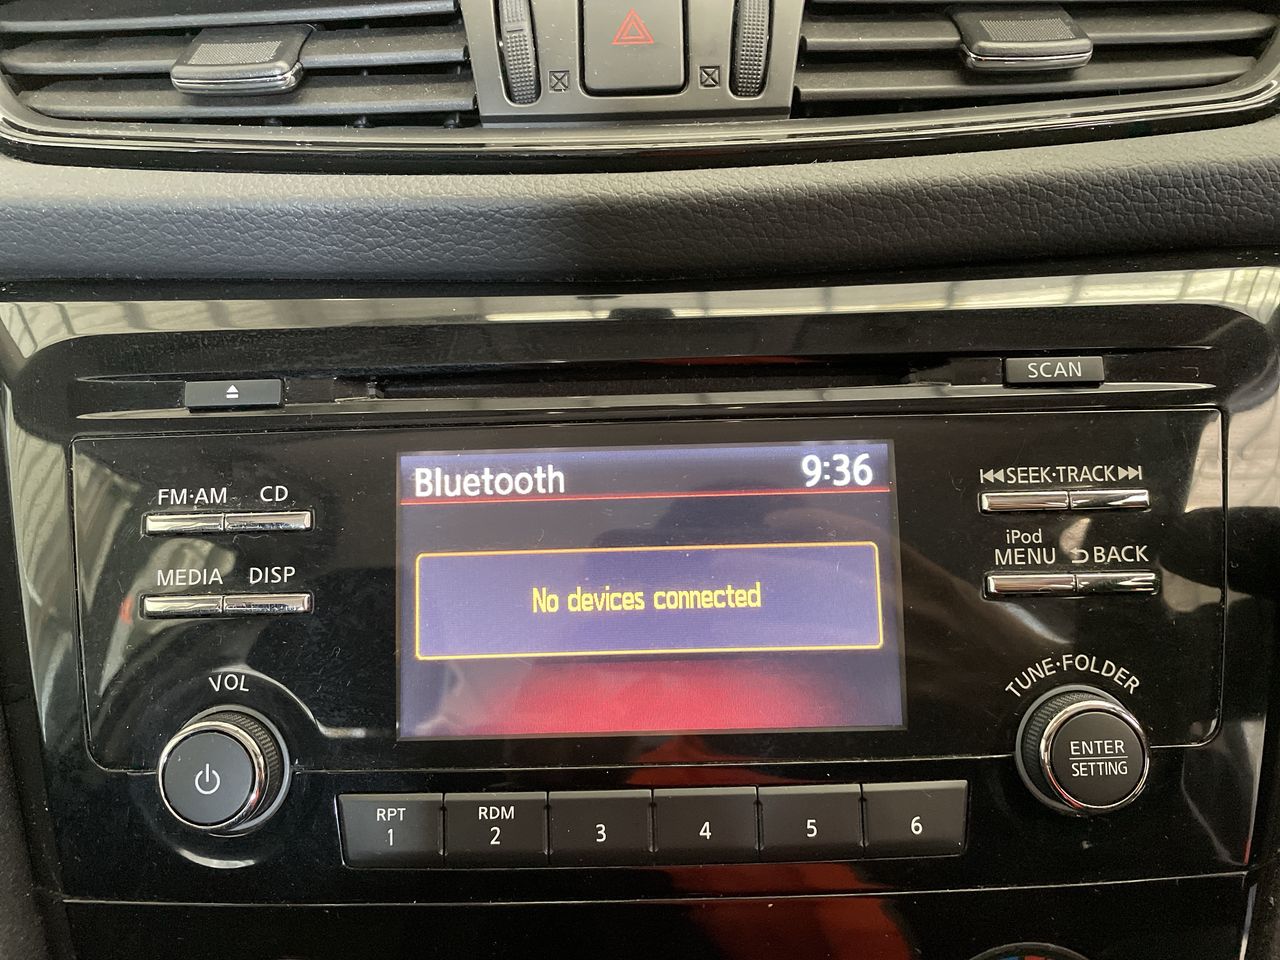 SCAN
Bluetooth 9:36
No devices connected
FM·AM CD
MEDIA DISP
VOL
SEEK·TRACK
iPod
MENU BACK
TUNE·FOLDER
ENTER
SETTING
RPT
1
RDM
2
3
4
5
6